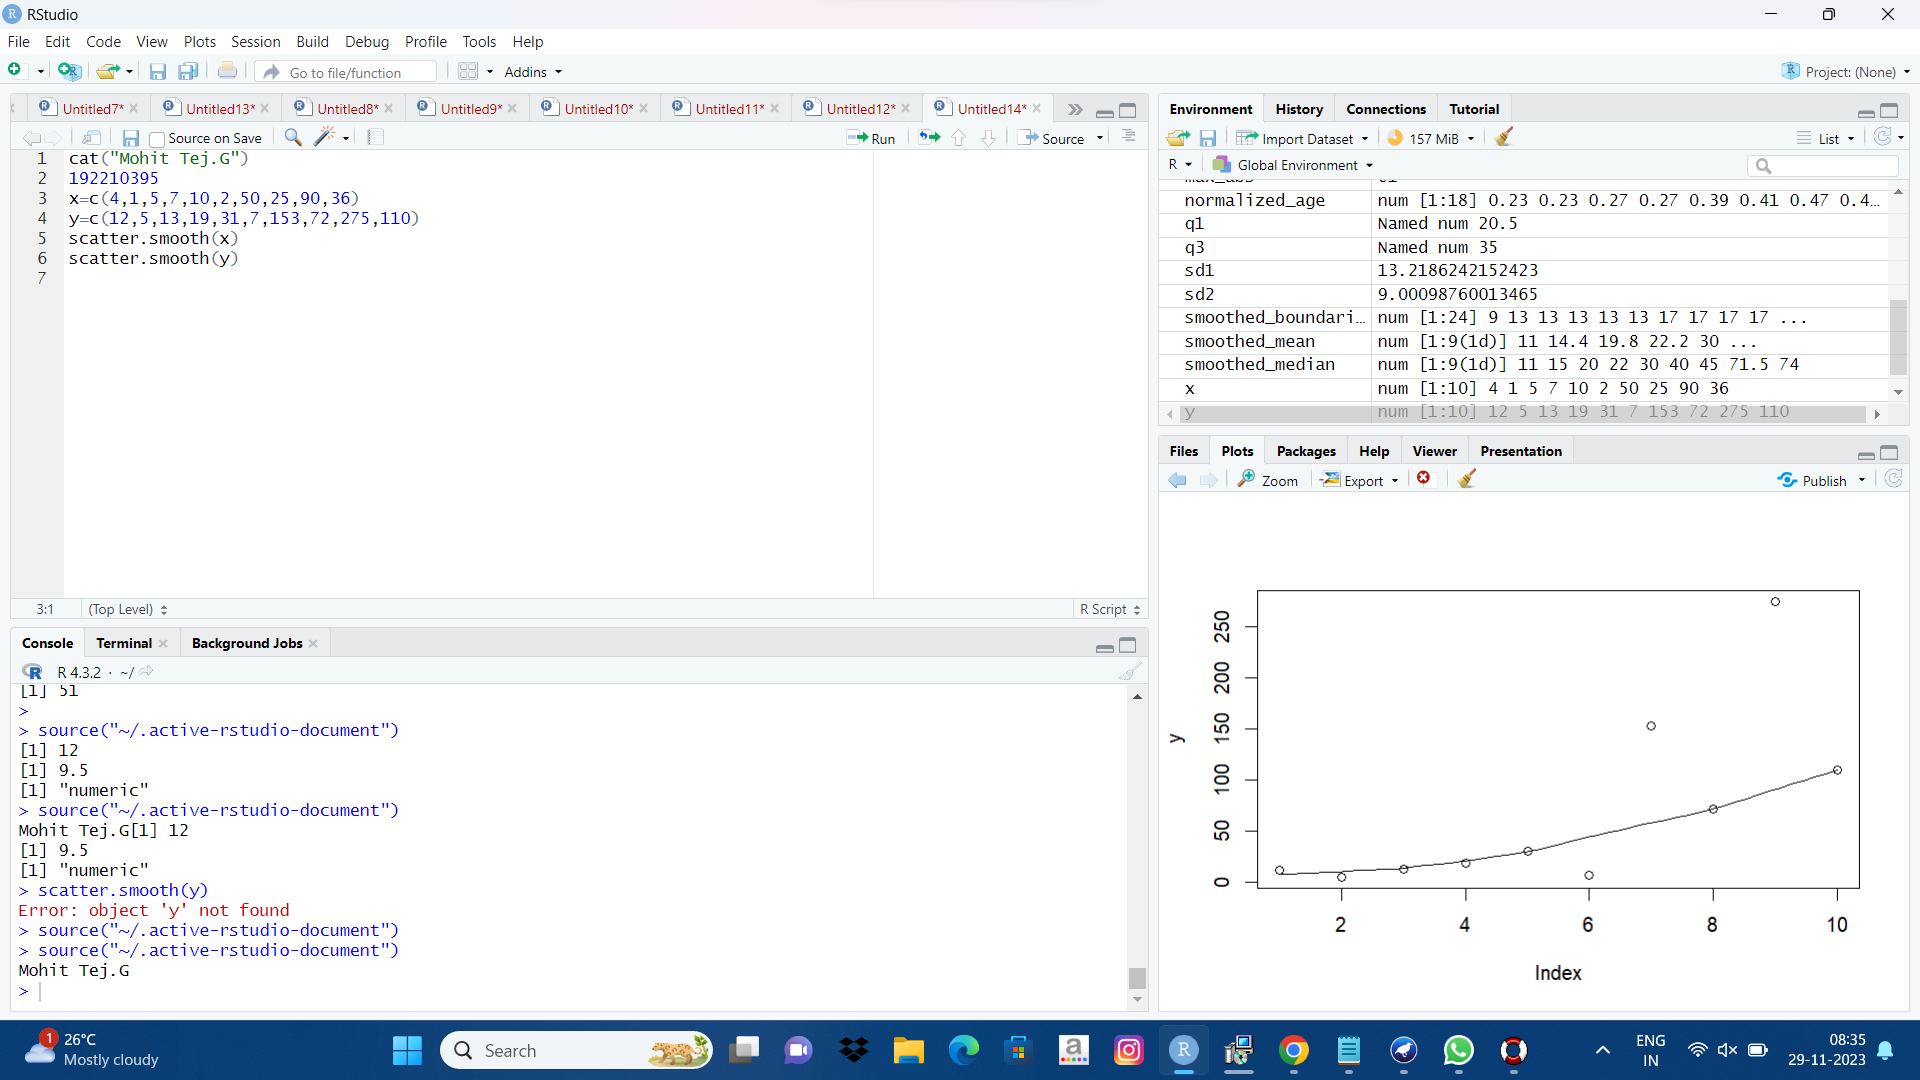 RStudio
File Edit Code View Plots Session Build Debug Profile Tools Help
Go to file/function Addins Project: (None)
Untitled7* Untitled13* Untitled8* Untitled9* Untitled10* Untitled11* Untitled12* Untitled14*
Source on Save Run Source
1 cat("Mohit Tej.G")
2 192210395
3 x=c(4,1,5,7,10,2,50,25,90,36)
4 y=c(12,5,13,19,31,7,153,72,275,110)
5 scatter.smooth(x)
6 scatter.smooth(y)
7
3:1 (Top Level) R Script
Console Terminal Background Jobs
R 4.3.2 · ~/
[1] 51
>
> source("~/.active-rstudio-document")
[1] 12
[1] 9.5
[1] "numeric"
> source("~/.active-rstudio-document")
Mohit Tej.G[1] 12
[1] 9.5
[1] "numeric"
> scatter.smooth(y)
Error: object 'y' not found
> source("~/.active-rstudio-document")
> source("~/.active-rstudio-document")
Mohit Tej.G
>
Environment History Connections Tutorial
Import Dataset 157 MiB List
R Global Environment
normalized_age num [1:18] 0.23 0.23 0.27 0.27 0.39 0.41 0.47 0.4…
q1 Named num 20.5
q3 Named num 35
sd1 13.2186242152423
sd2 9.00098760013465
smoothed_boundari… num [1:24] 9 13 13 13 13 13 17 17 17 17 ...
smoothed_mean num [1:9(1d)] 11 14.4 19.8 22.2 30 ...
smoothed_median num [1:9(1d)] 11 15 20 22 30 40 45 71.5 74
x num [1:10] 4 1 5 7 10 2 50 25 90 36
y num [1:10] 12 5 13 19 31 7 153 72 275 110
Files Plots Packages Help Viewer Presentation
Zoom Export Publish
250
200
150
100
50
0
y
2 4 6 8 10
Index
1 26°C
Mostly cloudy
Search
ENG
IN
08:35
29-11-2023